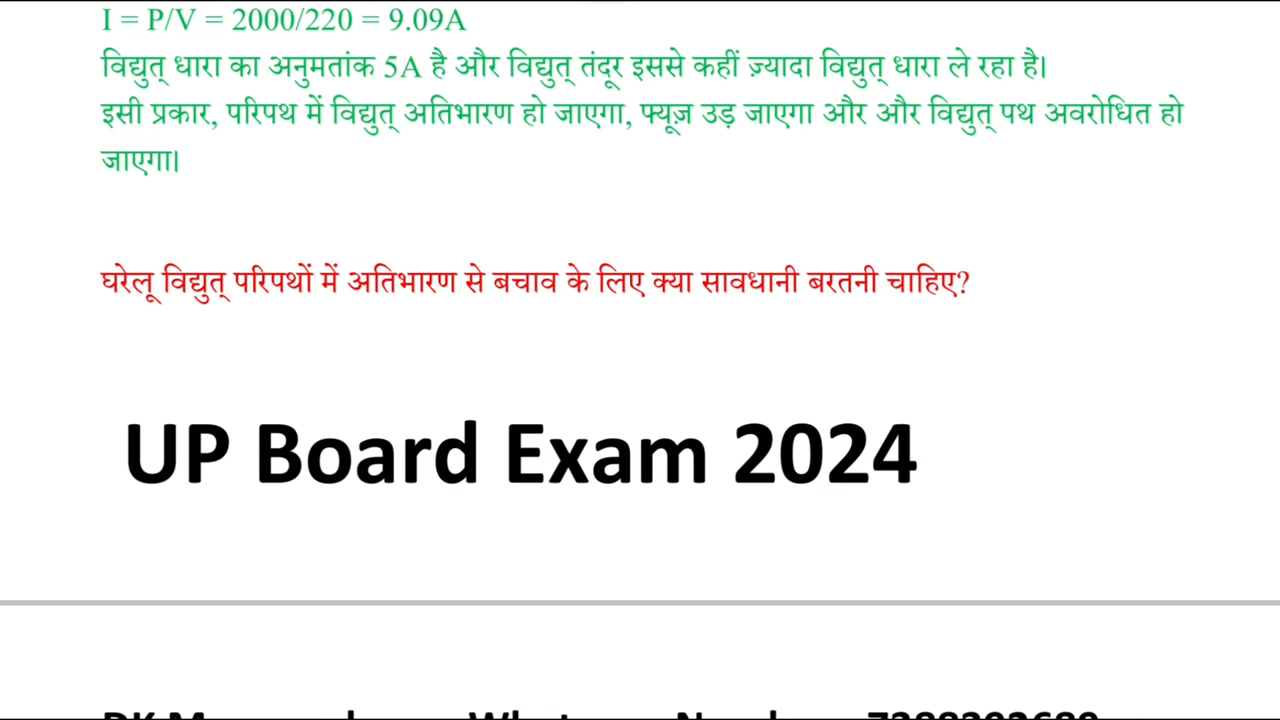 I = P/V = 2000/220 = 9.09A
विद्युत् धारा का अनुमतांक 5A है और विद्युत् तंदूर इससे कहीं ज़्यादा विद्युत् धारा ले रहा है।
इसी प्रकार, परिपथ में विद्युत् अतिभारण हो जाएगा, फ्यूज़ उड़ जाएगा और और विद्युत् पथ अवरोधित हो
जाएगा।
घरेलू विद्युत् परिपथों में अतिभारण से बचाव के लिए क्या सावधानी बरतनी चाहिए?
UP Board Exam 2024